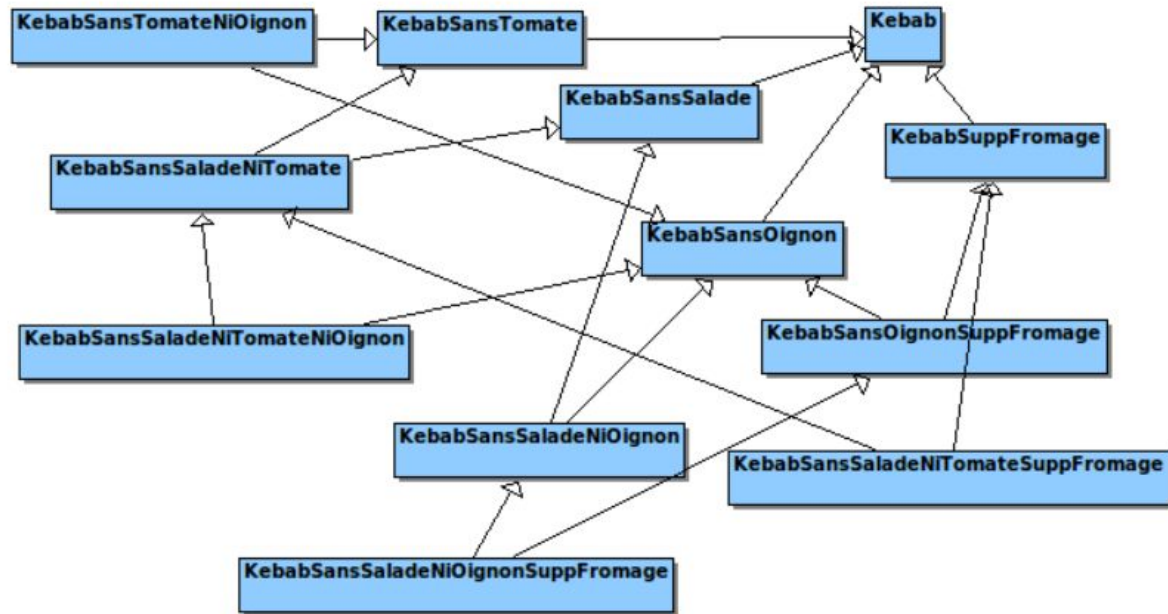 KebabSansTomateNiOignon
KebabSansTomate
Kebab
KebabSansSalade
KebabSuppFromage
KebabSansSaladeNiTomate
KebabSansOignon
KebabSansSaladeNiTomateNiOignon
KebabSansOignonSuppFromage
KebabSansSaladeNiOignon
KebabSansSaladeNiTomateSuppFromage
KebabSansSaladeNiOignonSuppFromage